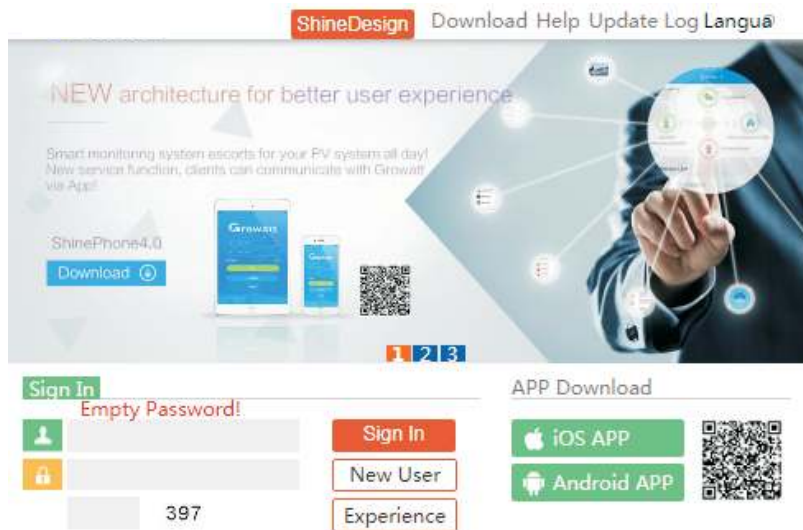 ShineDesign Download Help Update Log Langua
NEW architecture for better user experience
Smart monitoring system escorts for your PV system all day!
New service function, clients can communicate with Growatt
via App!
ShinePhone4.0
Download
Growatt
1 2 3
Sign In
APP Download
Empty Password!
Sign In
iOS APP
New User
Android APP
397
Experience